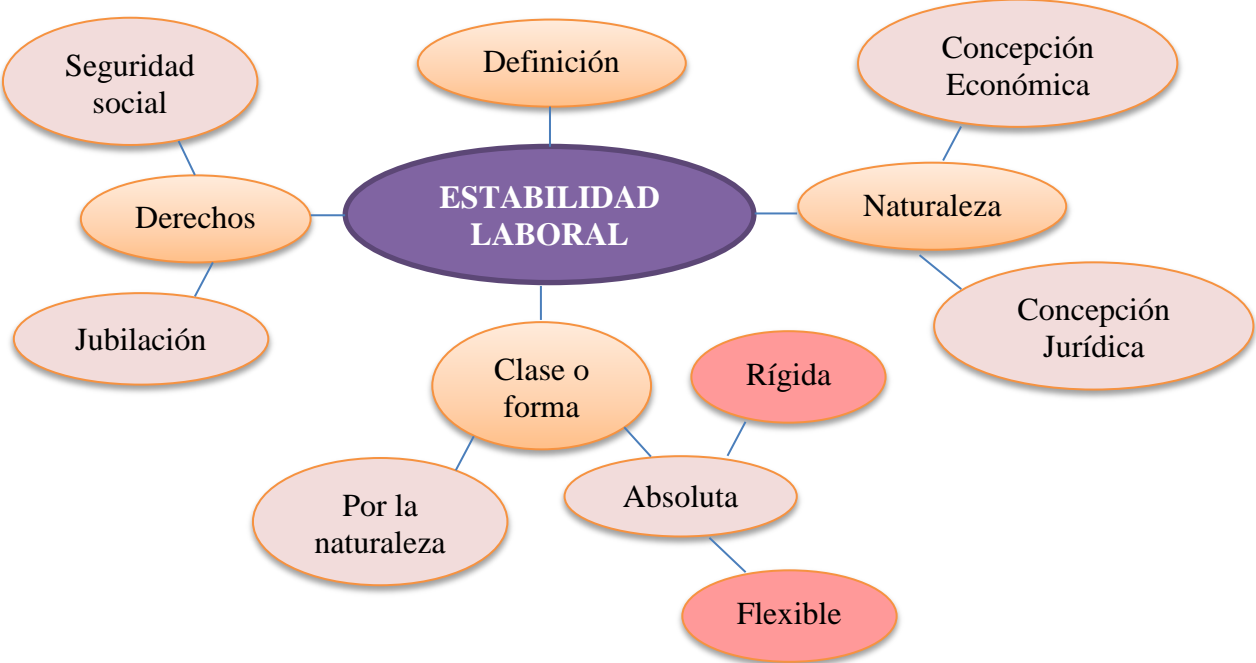 Seguridad
social
Definición
Concepción
Económica
Derechos
ESTABILIDAD
LABORAL
Naturaleza
Jubilación
Concepción
Jurídica
Clase o
forma
Rígida
Por la
naturaleza
Absoluta
Flexible